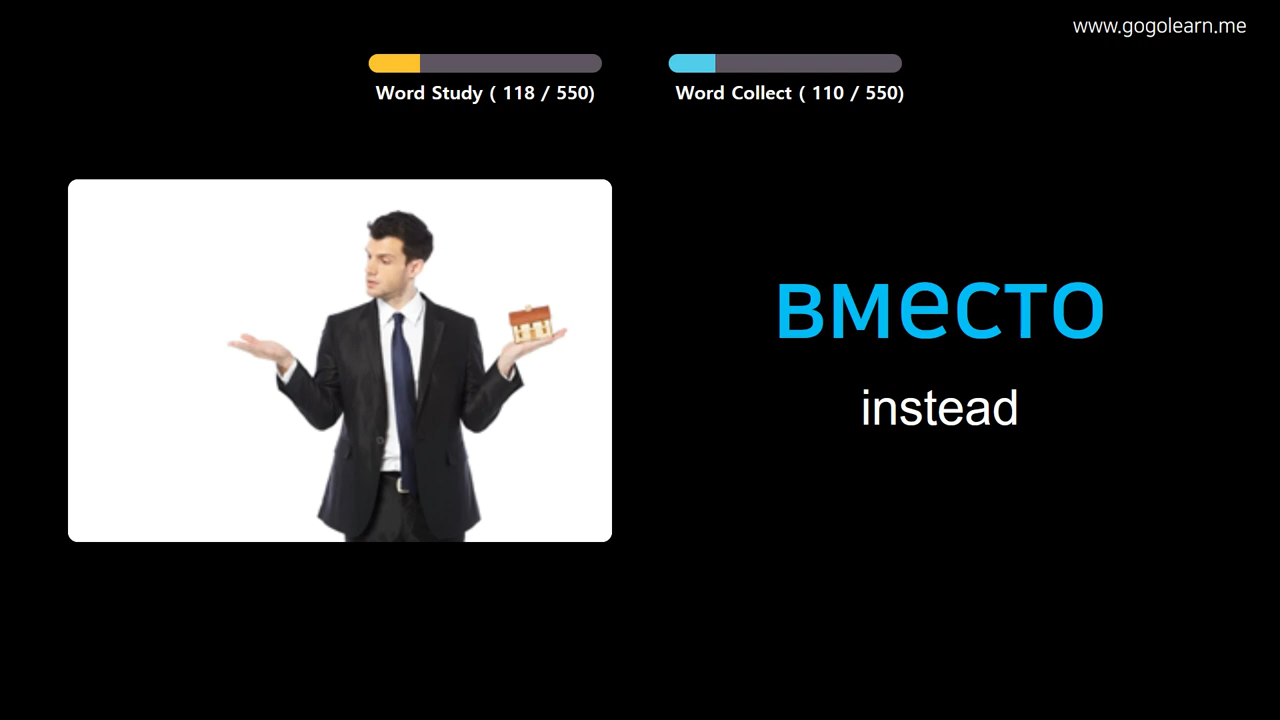 www.gogolearn.me
Word Study ( 118 / 550)
Word Collect ( 110 / 550)
вместо
instead